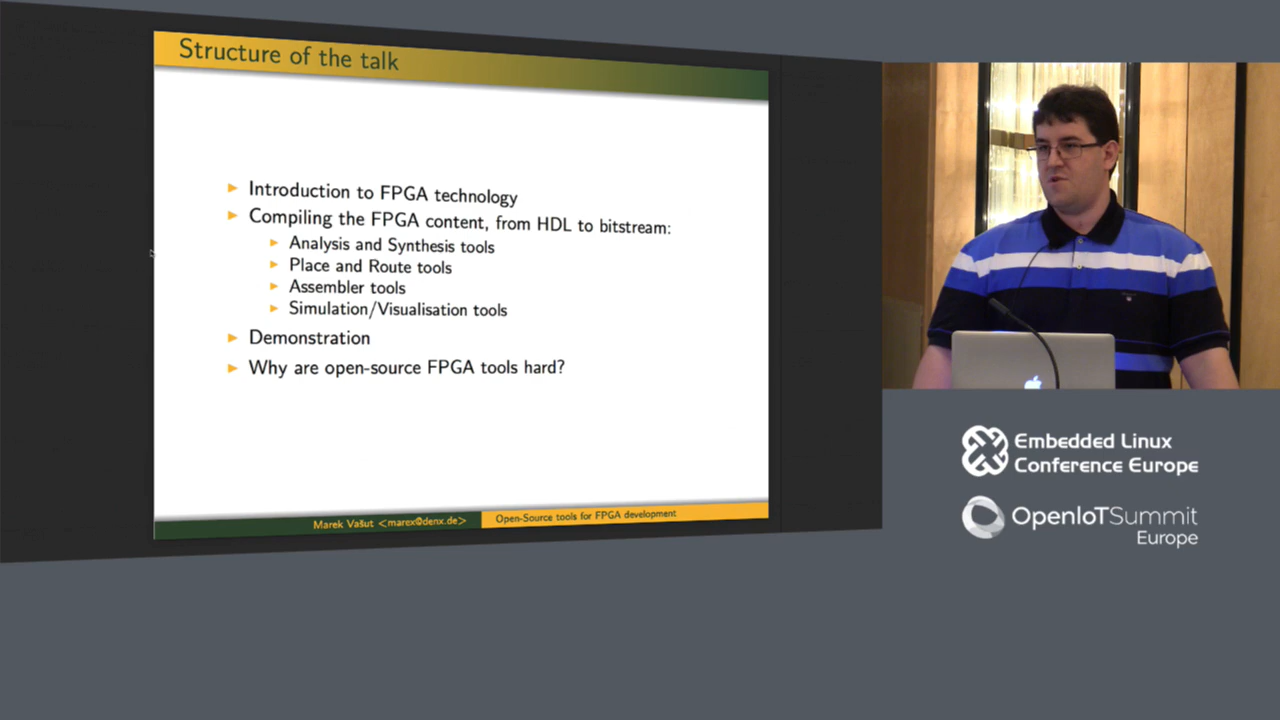 Structure of the talk
Introduction to FPGA technology
Compiling the FPGA content, from HDL to bitstream:
Analysis and Synthesis tools
Place and Route tools
Assembler tools
Simulation/Visualisation tools
Demonstration
Why are open-source FPGA tools hard?
Marek Vašut <marex@denx.de>
Open-Source tools for FPGA development
Embedded Linux
Conference Europe
OpenIoTSummit
Europe